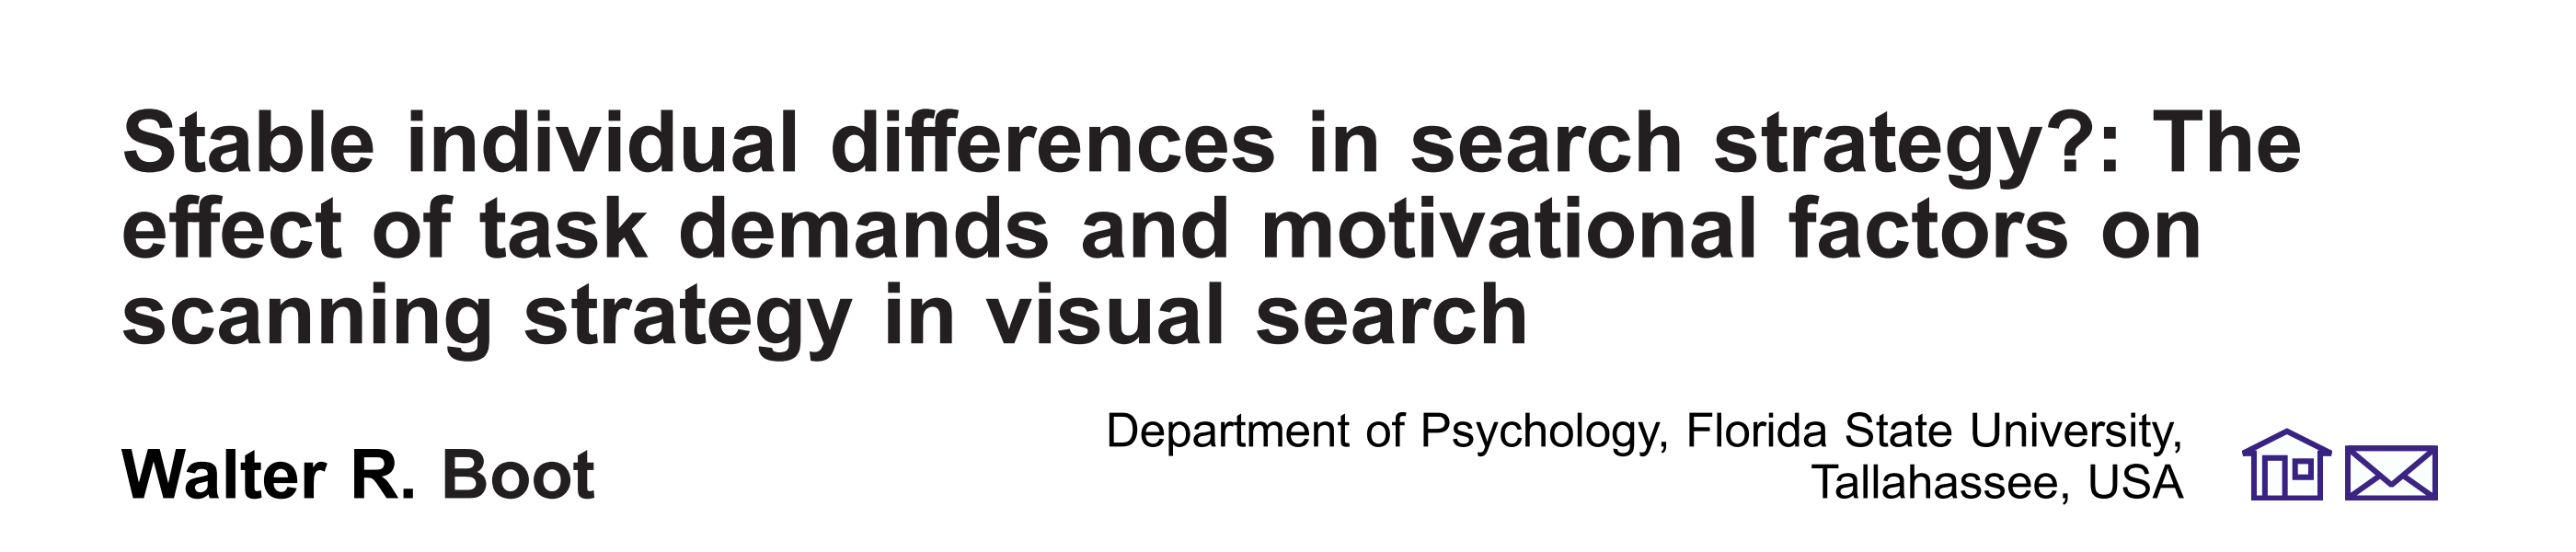 Stable individual differences in search strategy?: The
effect of task demands and motivational factors on
scanning strategy in visual search
Walter R. Boot
Department of Psychology, Florida State University,
Tallahassee, USA